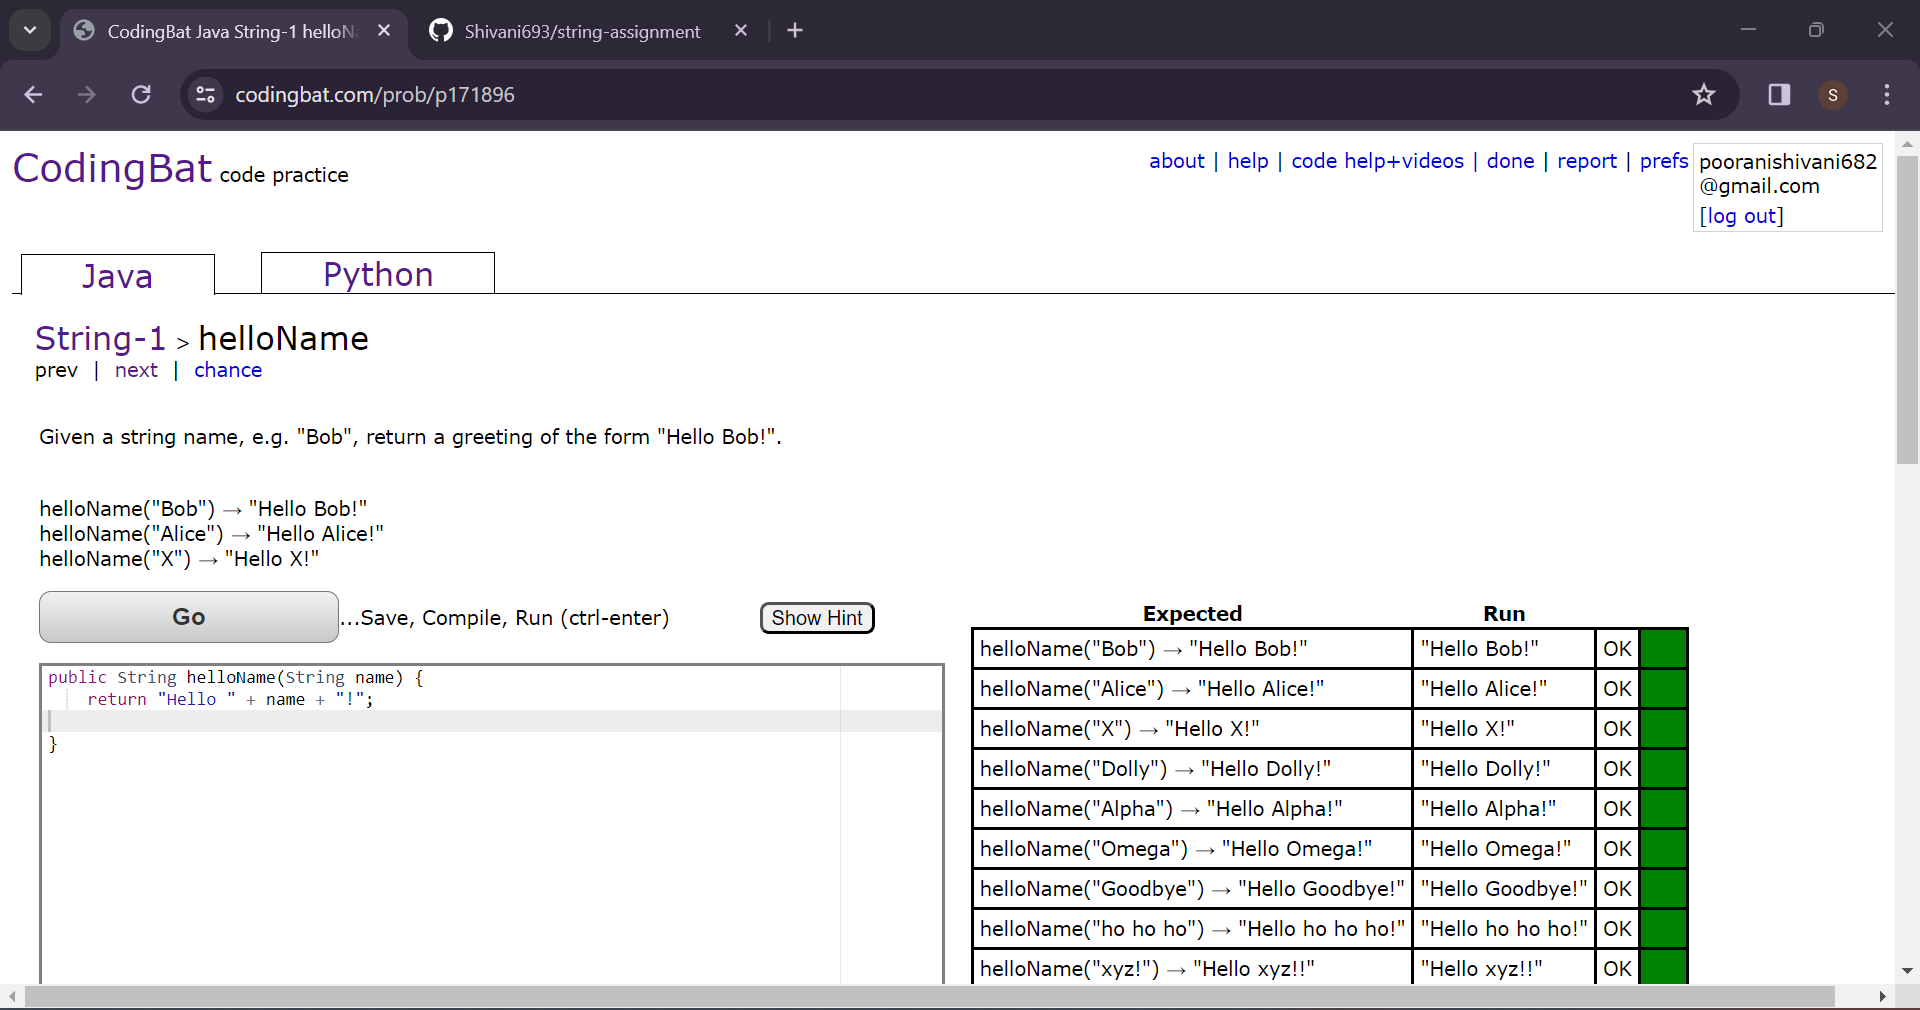 CodingBat Java String-1 helloN
Shivani693/string-assignment
codingbat.com/prob/p171896
S
CodingBat code practice
about | help | code help+videos | done | report | prefs
pooranishivani682
@gmail.com
[log out]
Java
Python
String-1 > helloName
prev | next | chance
Given a string name, e.g. "Bob", return a greeting of the form "Hello Bob!".
helloName("Bob") → "Hello Bob!"
helloName("Alice") → "Hello Alice!"
helloName("X") → "Hello X!"
Go ...Save, Compile, Run (ctrl-enter) Show Hint
public String helloName(String name) {
    return "Hello " + name + "!";
}
Expected Run
helloName("Bob") → "Hello Bob!" "Hello Bob!" OK
helloName("Alice") → "Hello Alice!" "Hello Alice!" OK
helloName("X") → "Hello X!" "Hello X!" OK
helloName("Dolly") → "Hello Dolly!" "Hello Dolly!" OK
helloName("Alpha") → "Hello Alpha!" "Hello Alpha!" OK
helloName("Omega") → "Hello Omega!" "Hello Omega!" OK
helloName("Goodbye") → "Hello Goodbye!" "Hello Goodbye!" OK
helloName("ho ho ho") → "Hello ho ho ho!" "Hello ho ho ho!" OK
helloName("xyz!") → "Hello xyz!!" "Hello xyz!!" OK